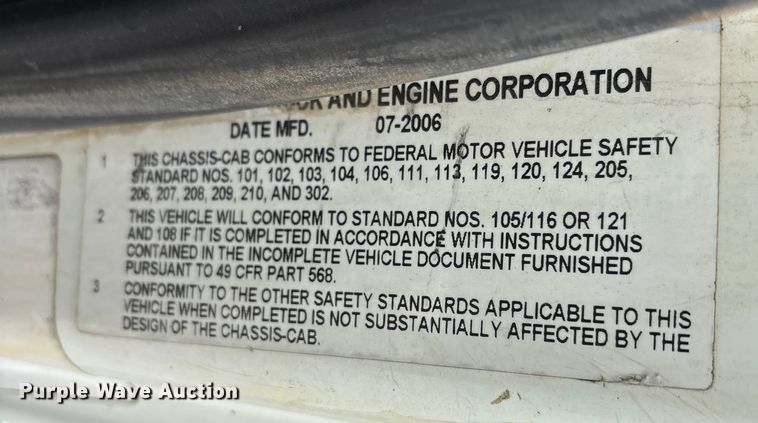 AND ENGINE CORPORATION
DATE MFD. 07-2006
1 THIS CHASSIS-CAB CONFORMS TO FEDERAL MOTOR VEHICLE SAFETY
STANDARD NOS. 101, 102, 103, 104, 106, 111, 113, 119, 120, 124, 205,
206, 207, 208, 209, 210, AND 302.
2 THIS VEHICLE WILL CONFORM TO STANDARD NOS. 105/116 OR 121
AND 108 IF IT IS COMPLETED IN ACCORDANCE WITH INSTRUCTIONS
CONTAINED IN THE INCOMPLETE VEHICLE DOCUMENT FURNISHED
PURSUANT TO 49 CFR PART 568.
3 CONFORMITY TO THE OTHER SAFETY STANDARDS APPLICABLE TO THIS
VEHICLE WHEN COMPLETED IS NOT SUBSTANTIALLY AFFECTED BY THE
DESIGN OF THE CHASSIS-CAB.
Purple Wave Auction